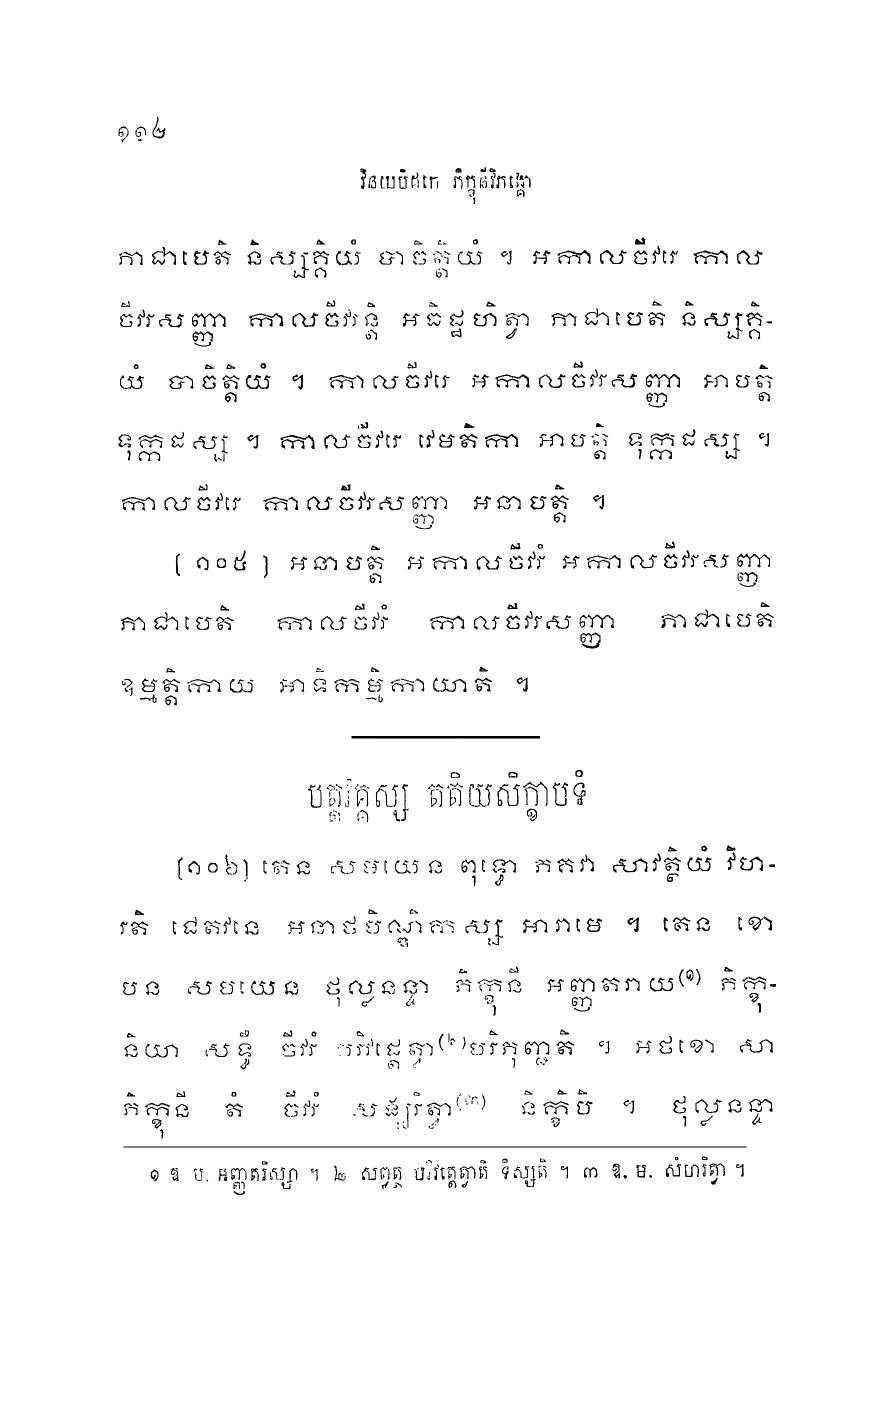 ១១២
វិនយបិដកេ ភិក្ខុនីវិភង្គោ
ភាជាបេតិ និស្សគ្គិយំ បាចិត្តិយំ ។ អកាលចីវរេ កាល
ចីវរសញ្ញា កាលចីវរន្តិ អធិដ្ឋហិត្វា ភាជាបេតិ និស្សគ្គិ-
យំ បាចិត្តិយំ ។ កាលចីវរេ អកាលចីវរសញ្ញា អាបត្តិ
ទុក្កដស្ស ។ កាលចីវរេ វេមតិកា អាបត្តិ ទុក្កដស្ស ។
កាលចីវរេ កាលចីវរសញ្ញា អនាបត្តិ ។
[ ១០៥ ] អនាបត្តិ អកាលចីវរំ អកាលចីវរសញ្ញា
ភាជាបេតិ កាលចីវរំ កាលចីវរសញ្ញា ភាជាបេតិ
ឧម្មត្តិកាយ អាទិកម្មិកាយាតិ ។
បត្តវគ្គស្ស តតិយសិក្ខាបទំ
[១០៦] តេន សមយេន ពុទ្ធោ ភគវា សាវត្ថិយំ វិហ-
រតិ ជេតវនេ អនាថបិណ្ឌិកស្ស អារាមេ ។ តេន ខោ
បន សមយេន ថុល្លនន្ទា ភិក្ខុនី អញ្ញតរាយ(១) ភិក្ខុ-
និយា សទ្ធឹ ចីវរំ បរិវដ្តេត្វា(២)បរិភុញ្ជតិ ។ អថខោ សា
ភិក្ខុនី តំ ចីវរំ សង្ឃរិត្វា(៣) និក្ខិបិ ។ ថុល្លនន្ទា
១ ឧ ប. អញ្ញតរិស្សា ។ ២ សព្វត្ថ បរិវត្តេត្វាតិ ទិស្សតិ ។ ៣ ឧ. ម. សំហរិត្វា ។